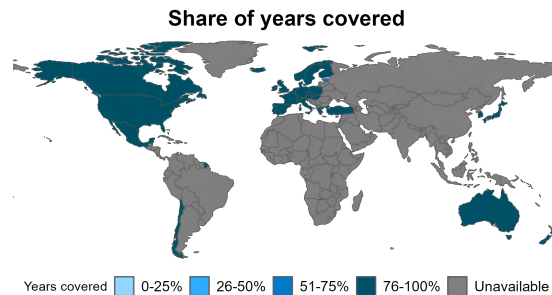 Share of years covered
Years covered 0-25% 26-50% 51-75% 76-100% Unavailable